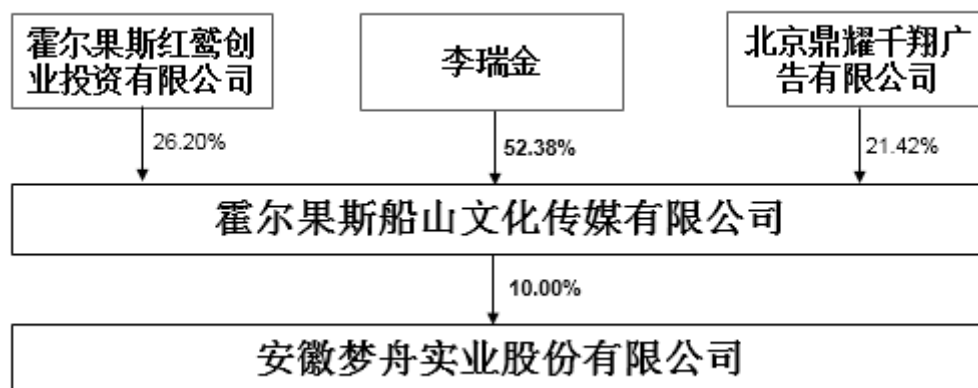 霍尔果斯红鹫创
业投资有限公司
李瑞金
北京鼎耀千翔广
告有限公司
26.20%
52.38%
21.42%
霍尔果斯船山文化传媒有限公司
10.00%
安徽梦舟实业股份有限公司